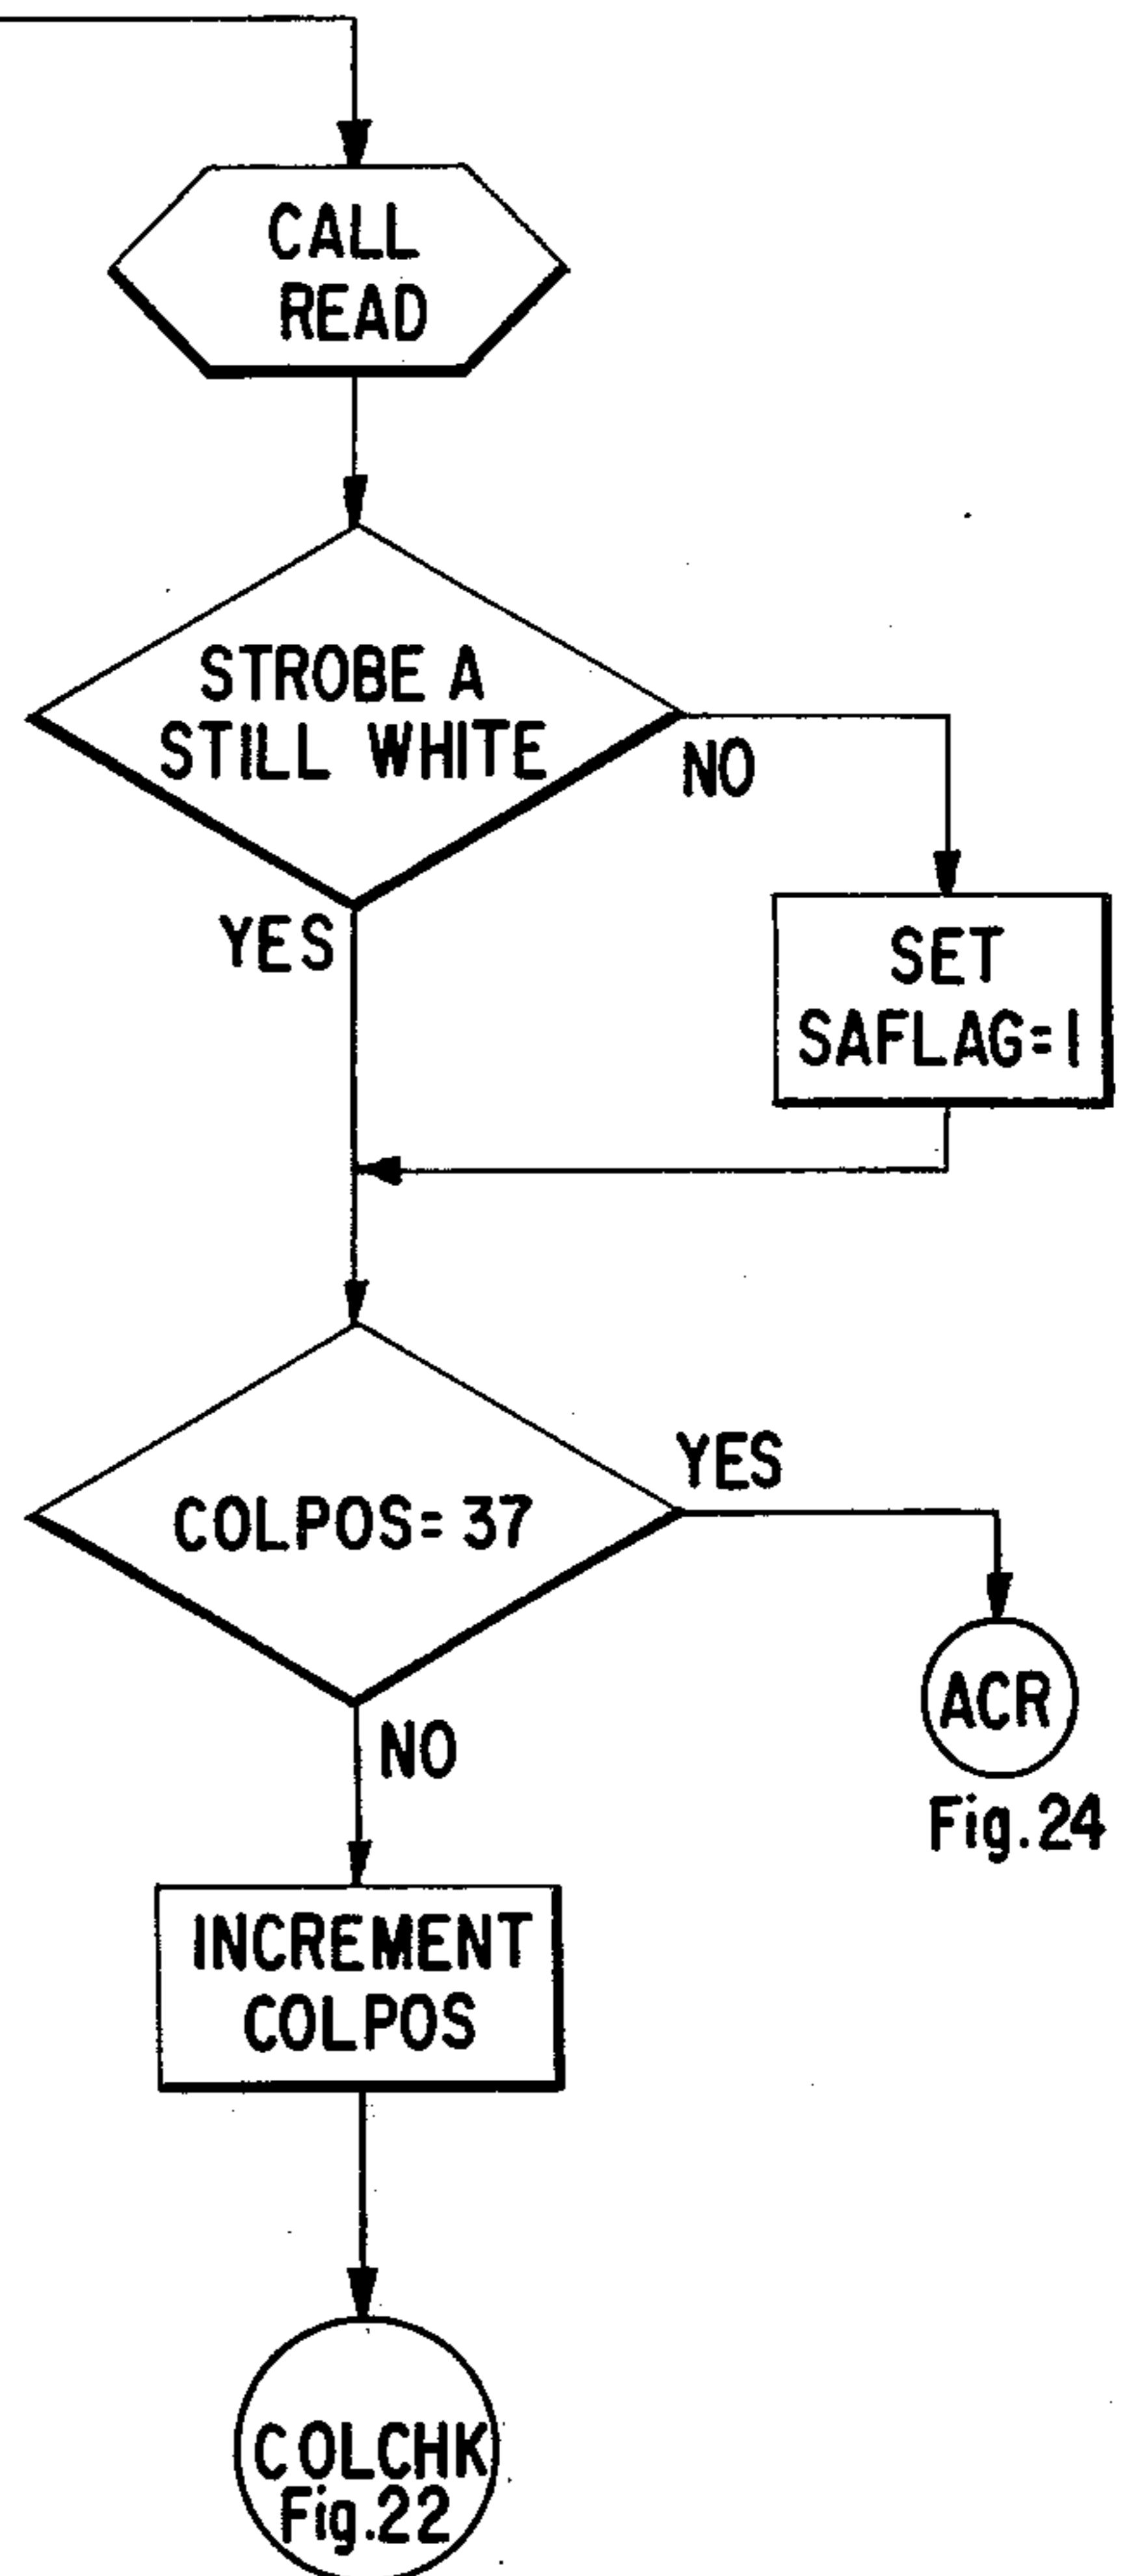 CALL
READ
STROBE A
STILL WHITE
NO
YES
SET
SAFLAG=1
COLPOS=37
YES
NO
ACR
Fig.24
INCREMENT
COLPOS
COLCHK
Fig.22